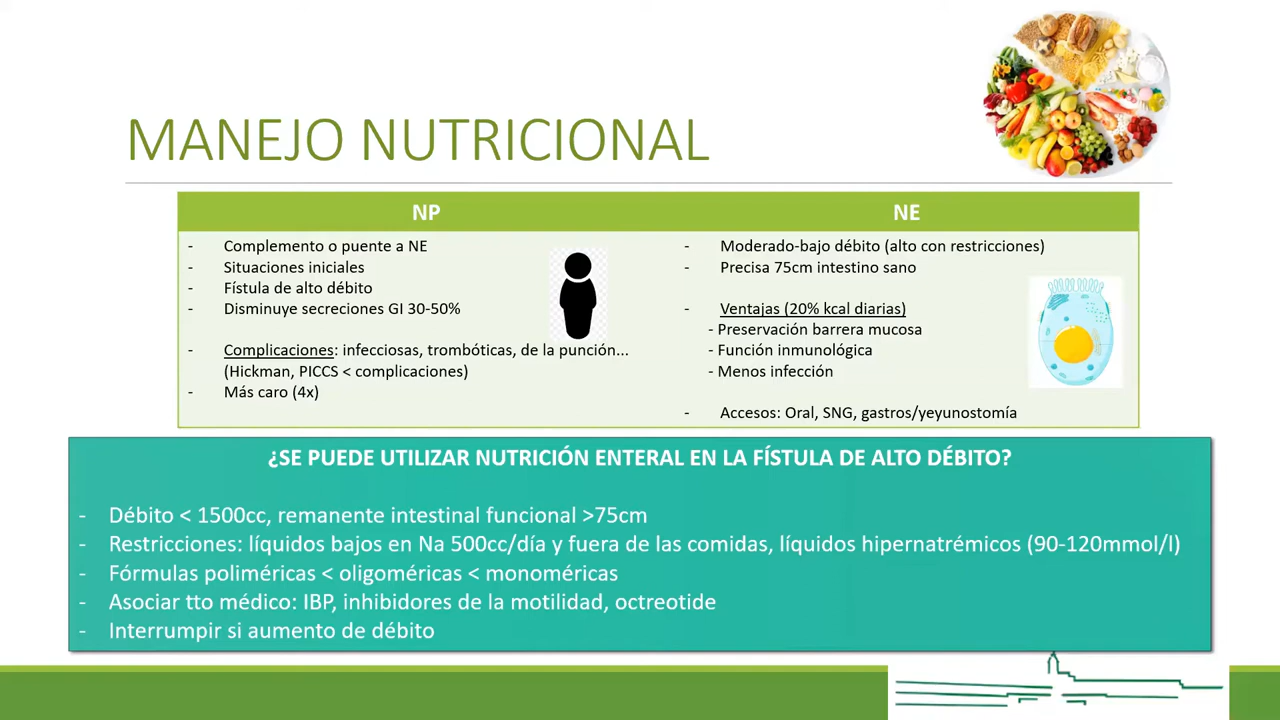 MANEJO NUTRICIONAL
NP
- Complemento o puente a NE
- Situaciones iniciales
- Fístula de alto débito
- Disminuye secreciones GI 30-50%
- Complicaciones: infecciosas, trombóticas, de la punción...
(Hickman, PICCS < complicaciones)
- Más caro (4x)
NE
- Moderado-bajo débito (alto con restricciones)
- Precisa 75cm intestino sano
- Ventajas (20% kcal diarias)
- Preservación barrera mucosa
- Función inmunológica
- Menos infección
- Accesos: Oral, SNG, gastros/yeyunostomía
¿SE PUEDE UTILIZAR NUTRICIÓN ENTERAL EN LA FÍSTULA DE ALTO DÉBITO?
- Débito < 1500cc, remanente intestinal funcional >75cm
- Restricciones: líquidos bajos en Na 500cc/día y fuera de las comidas, líquidos hipernatrémicos (90-120mmol/l)
- Fórmulas poliméricas < oligoméricas < monoméricas
- Asociar tto médico: IBP, inhibidores de la motilidad, octreotide
- Interrumpir si aumento de débito